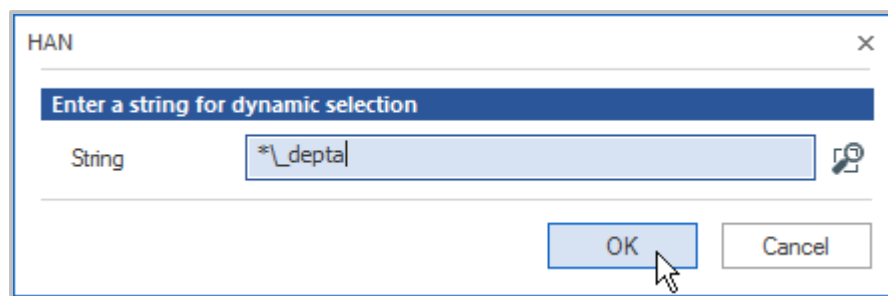 HAN
Enter a string for dynamic selection
String *\_depta
OK Cancel